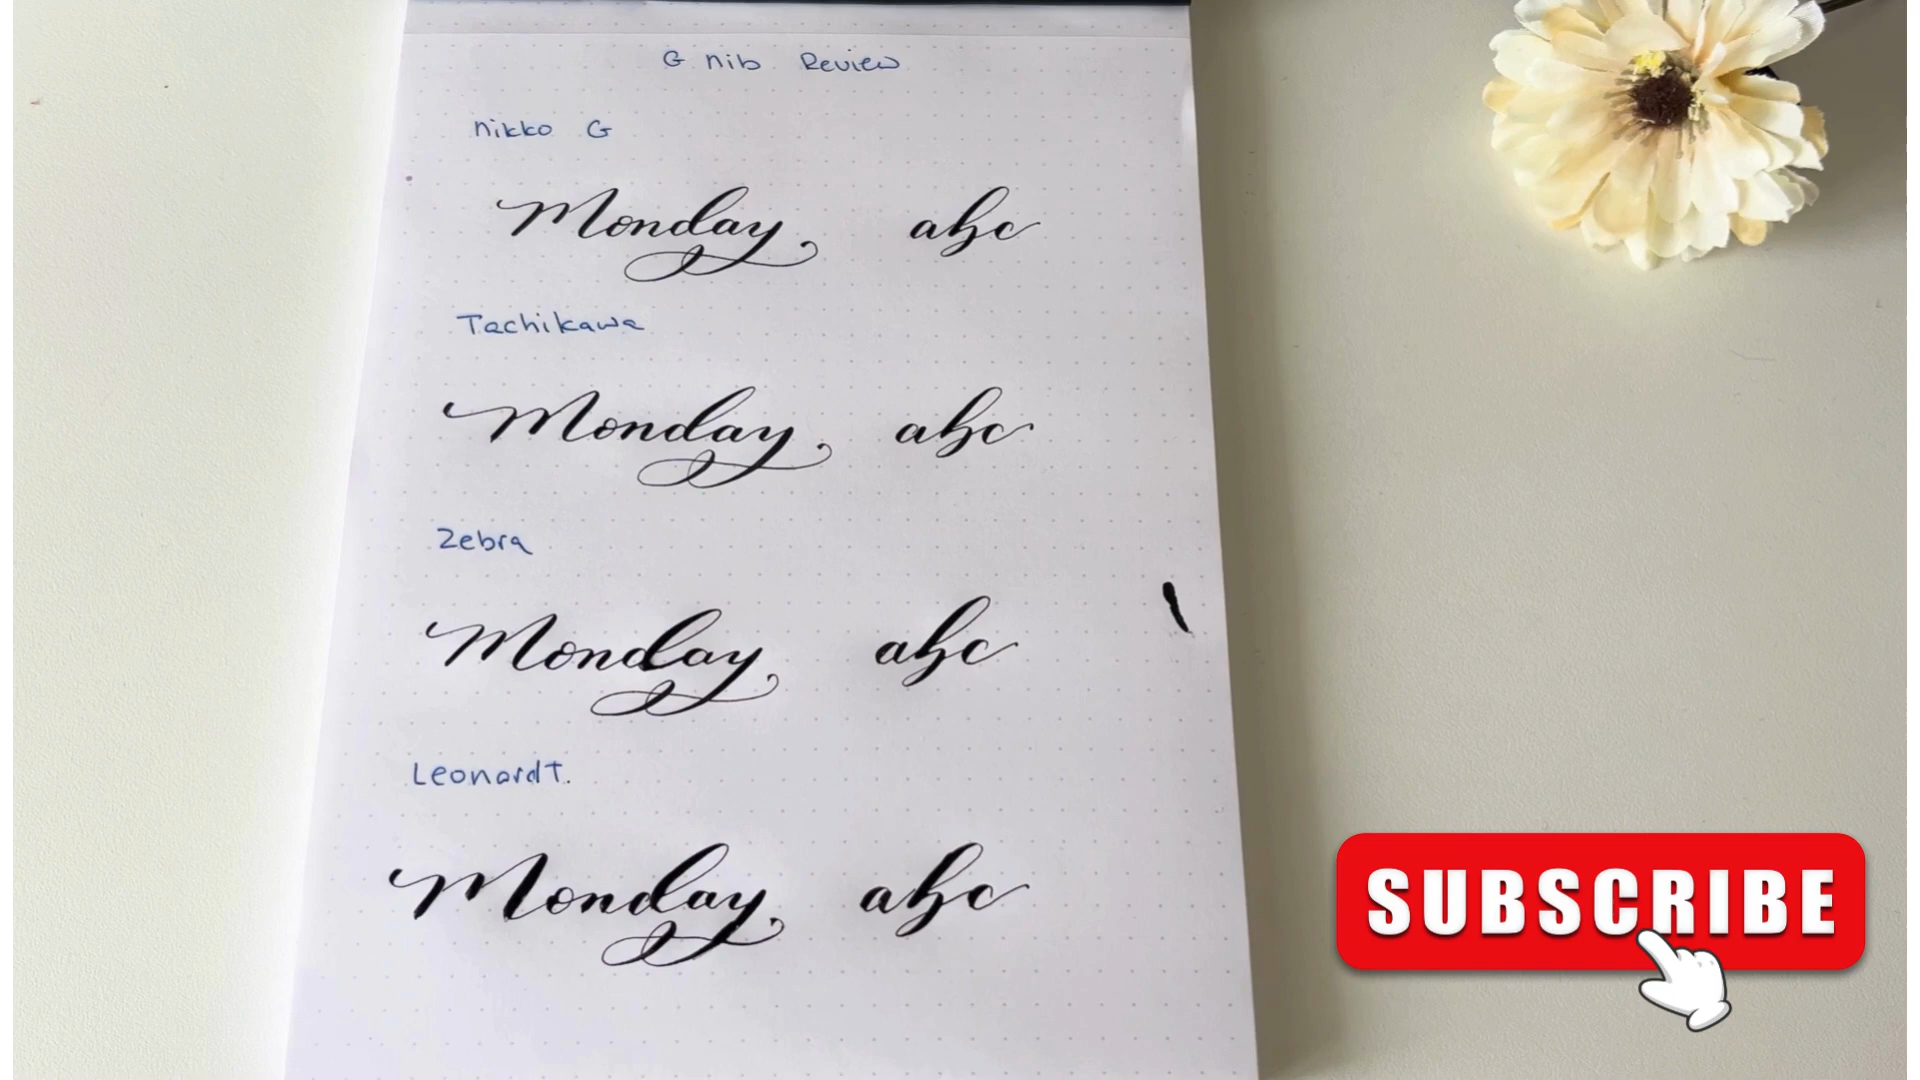 G nib Review
nikko G
Monday abc
Tachikawa
Monday abc
Zebra
Monday abc
Leonardt.
Monday abc
SUBSCRIBE